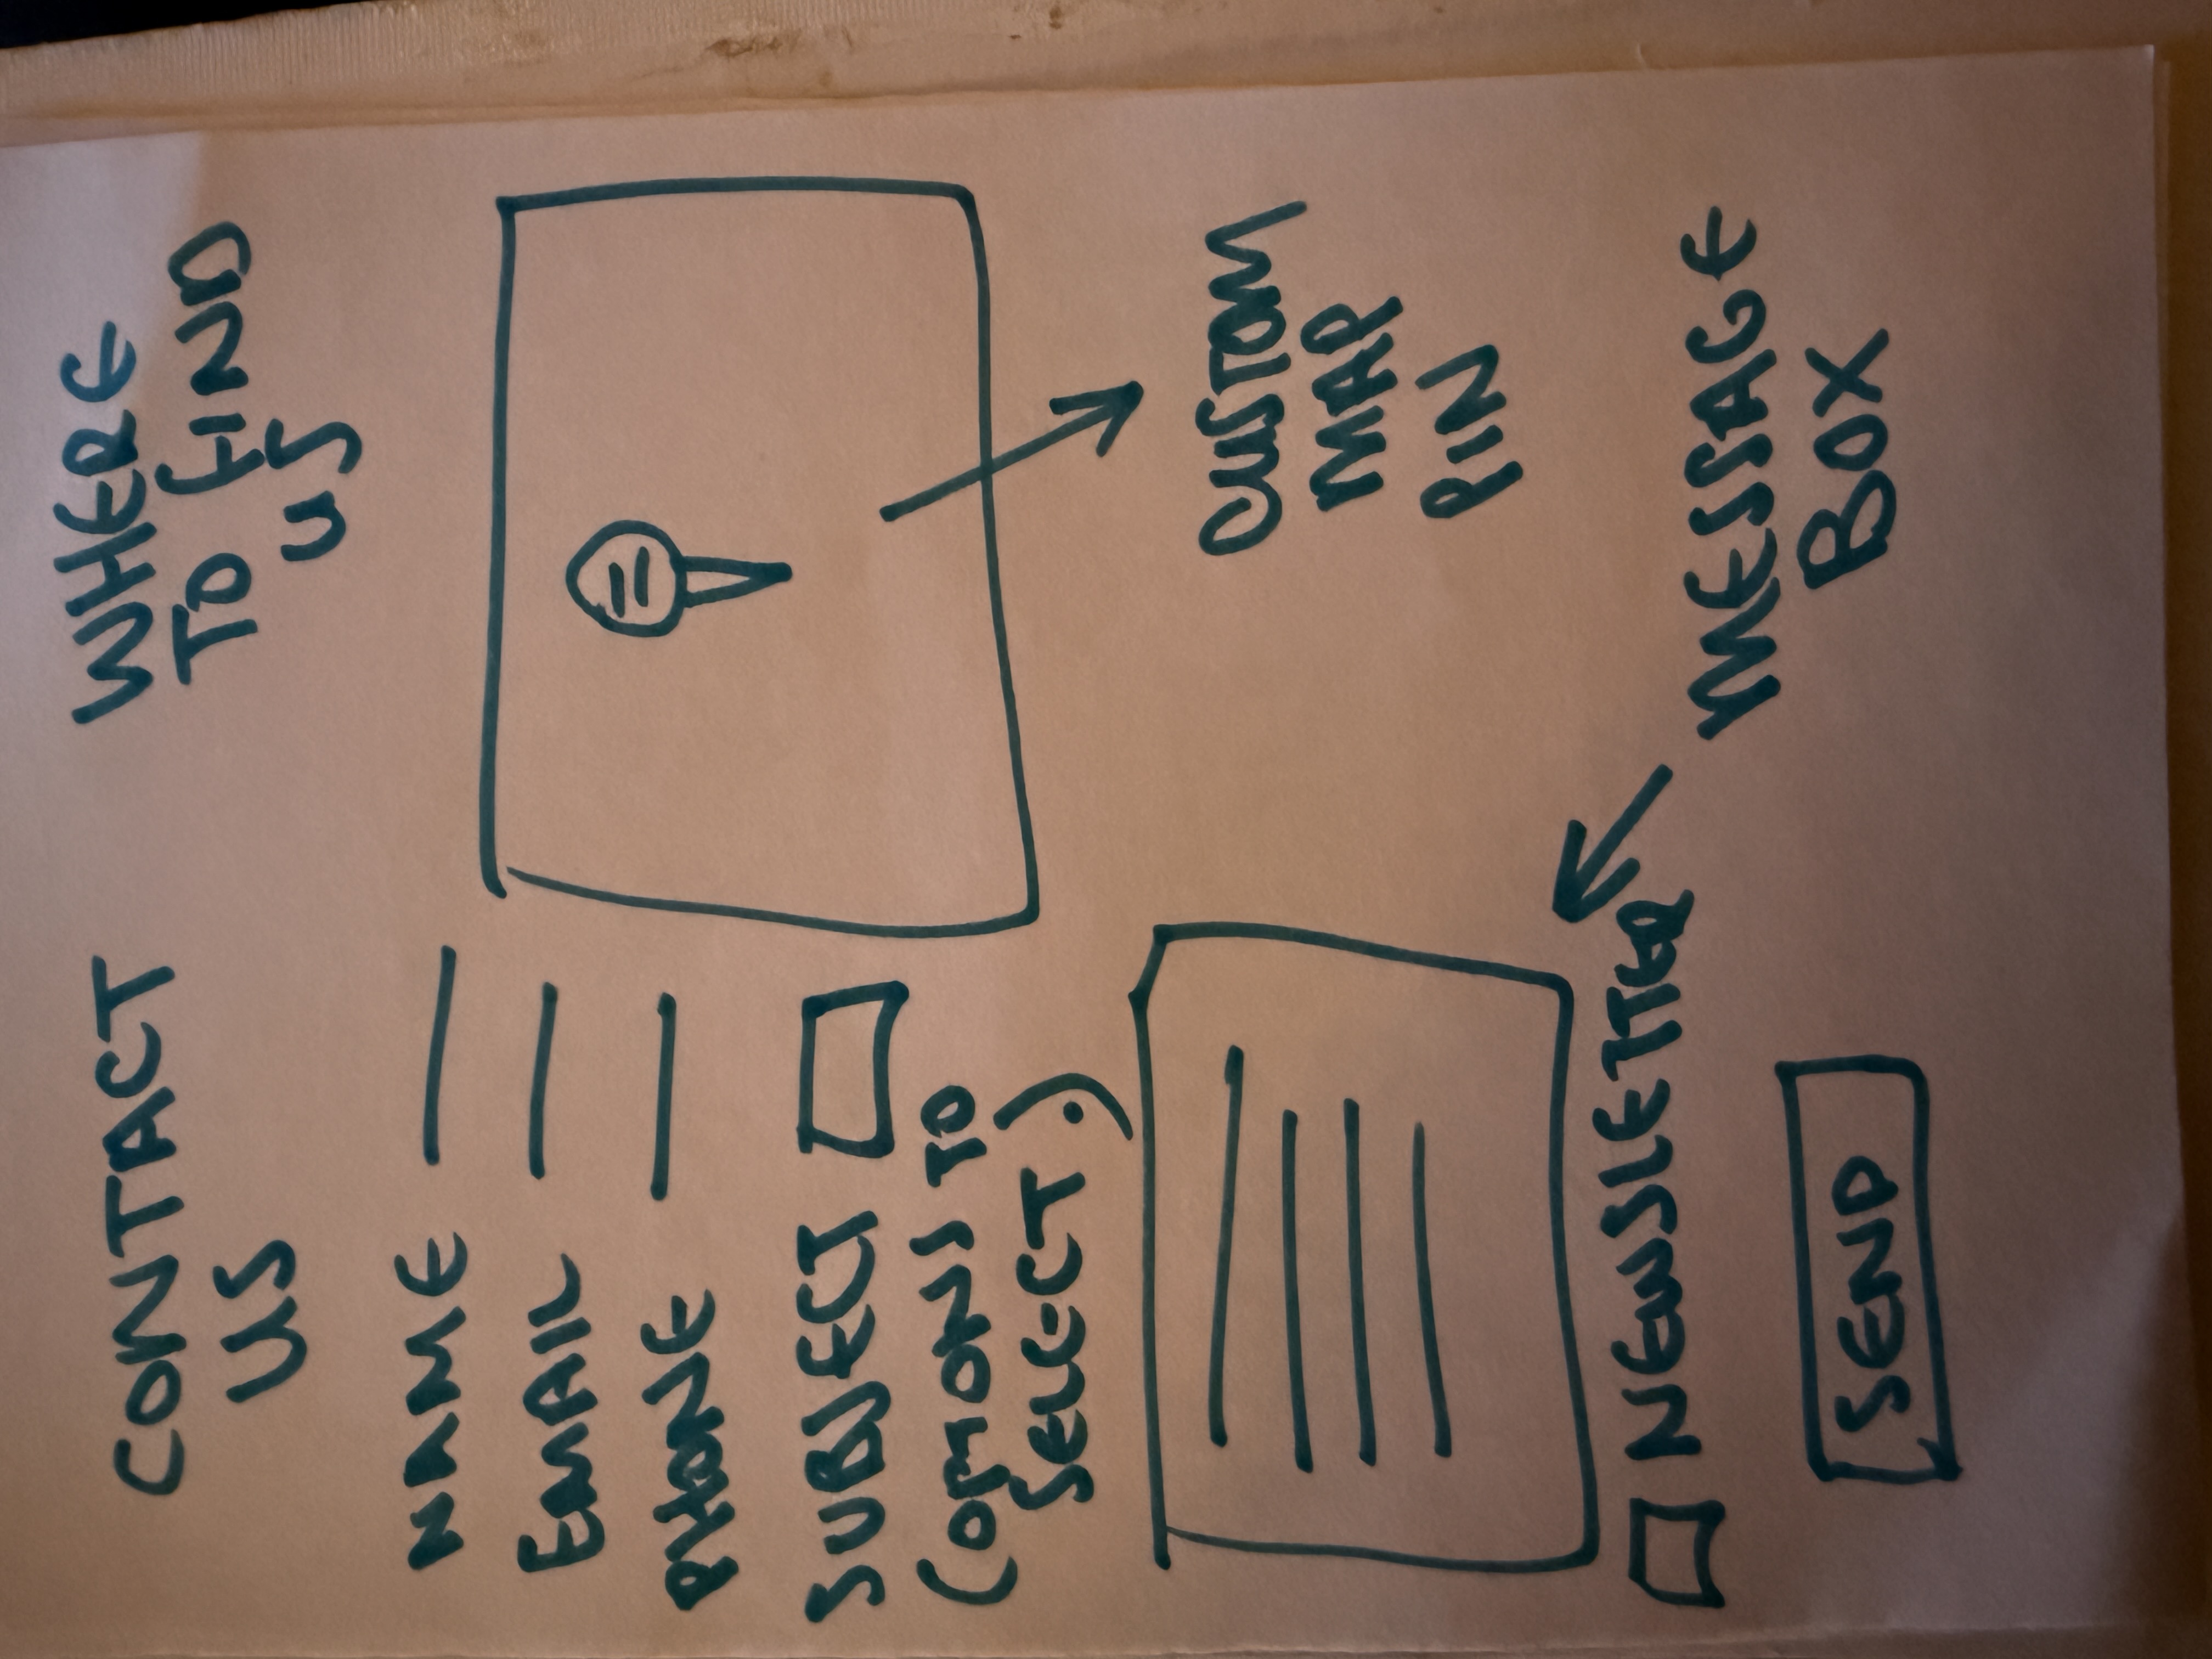 CONTACT
US
NAME
EMAIL
PHONE
SUBJECT
(OPTIONS TO
SELECT.)
NEWSLETTER
SEND
WHERE
TO FIND
US
CUSTOM
MAP
PIN
MESSAGE
BOX